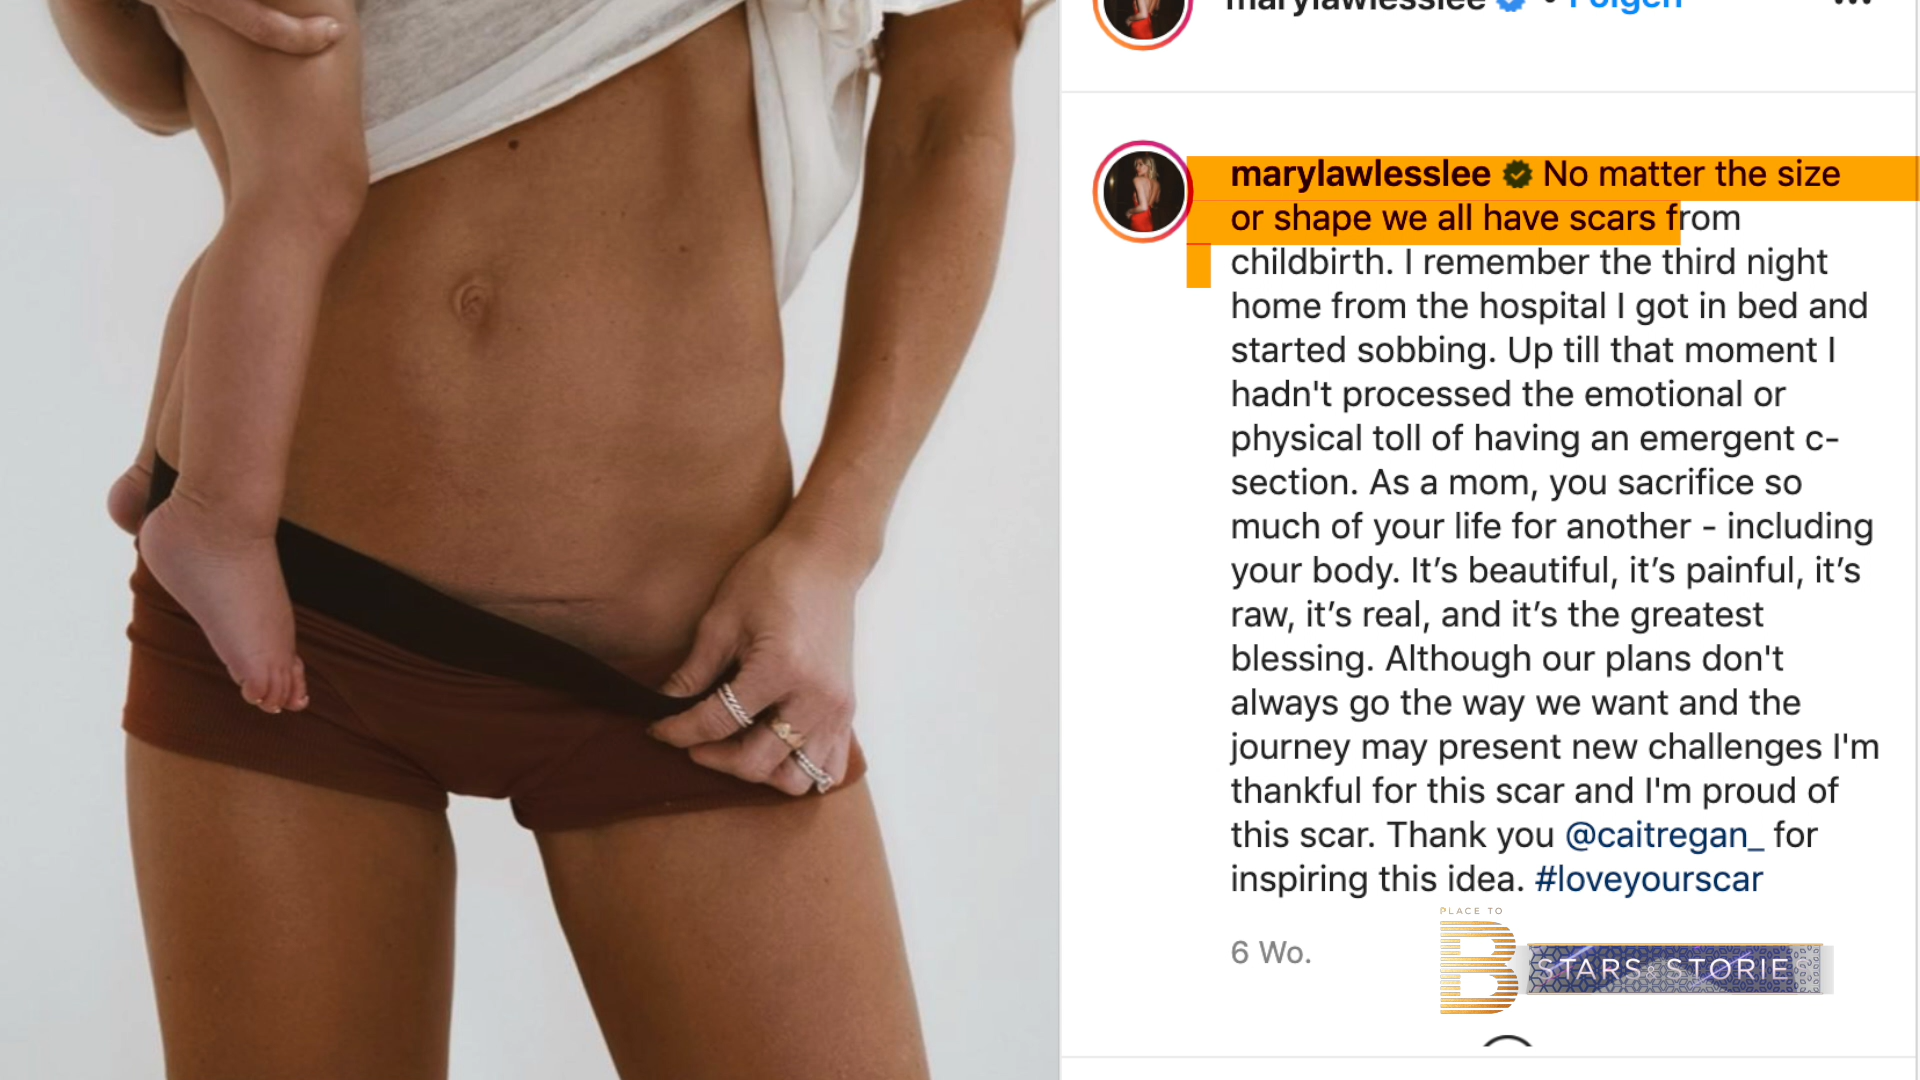 marylawlesslee • Folgen
marylawlesslee No matter the size
or shape we all have scars from
childbirth. I remember the third night
home from the hospital I got in bed and
started sobbing. Up till that moment I
hadn't processed the emotional or
physical toll of having an emergent c-
section. As a mom, you sacrifice so
much of your life for another - including
your body. It’s beautiful, it’s painful, it’s
raw, it’s real, and it’s the greatest
blessing. Although our plans don't
always go the way we want and the
journey may present new challenges I'm
thankful for this scar and I'm proud of
this scar. Thank you @caitregan_ for
inspiring this idea. #loveyourscar
6 Wo.
PLACE TO
B
STARS & STORIE